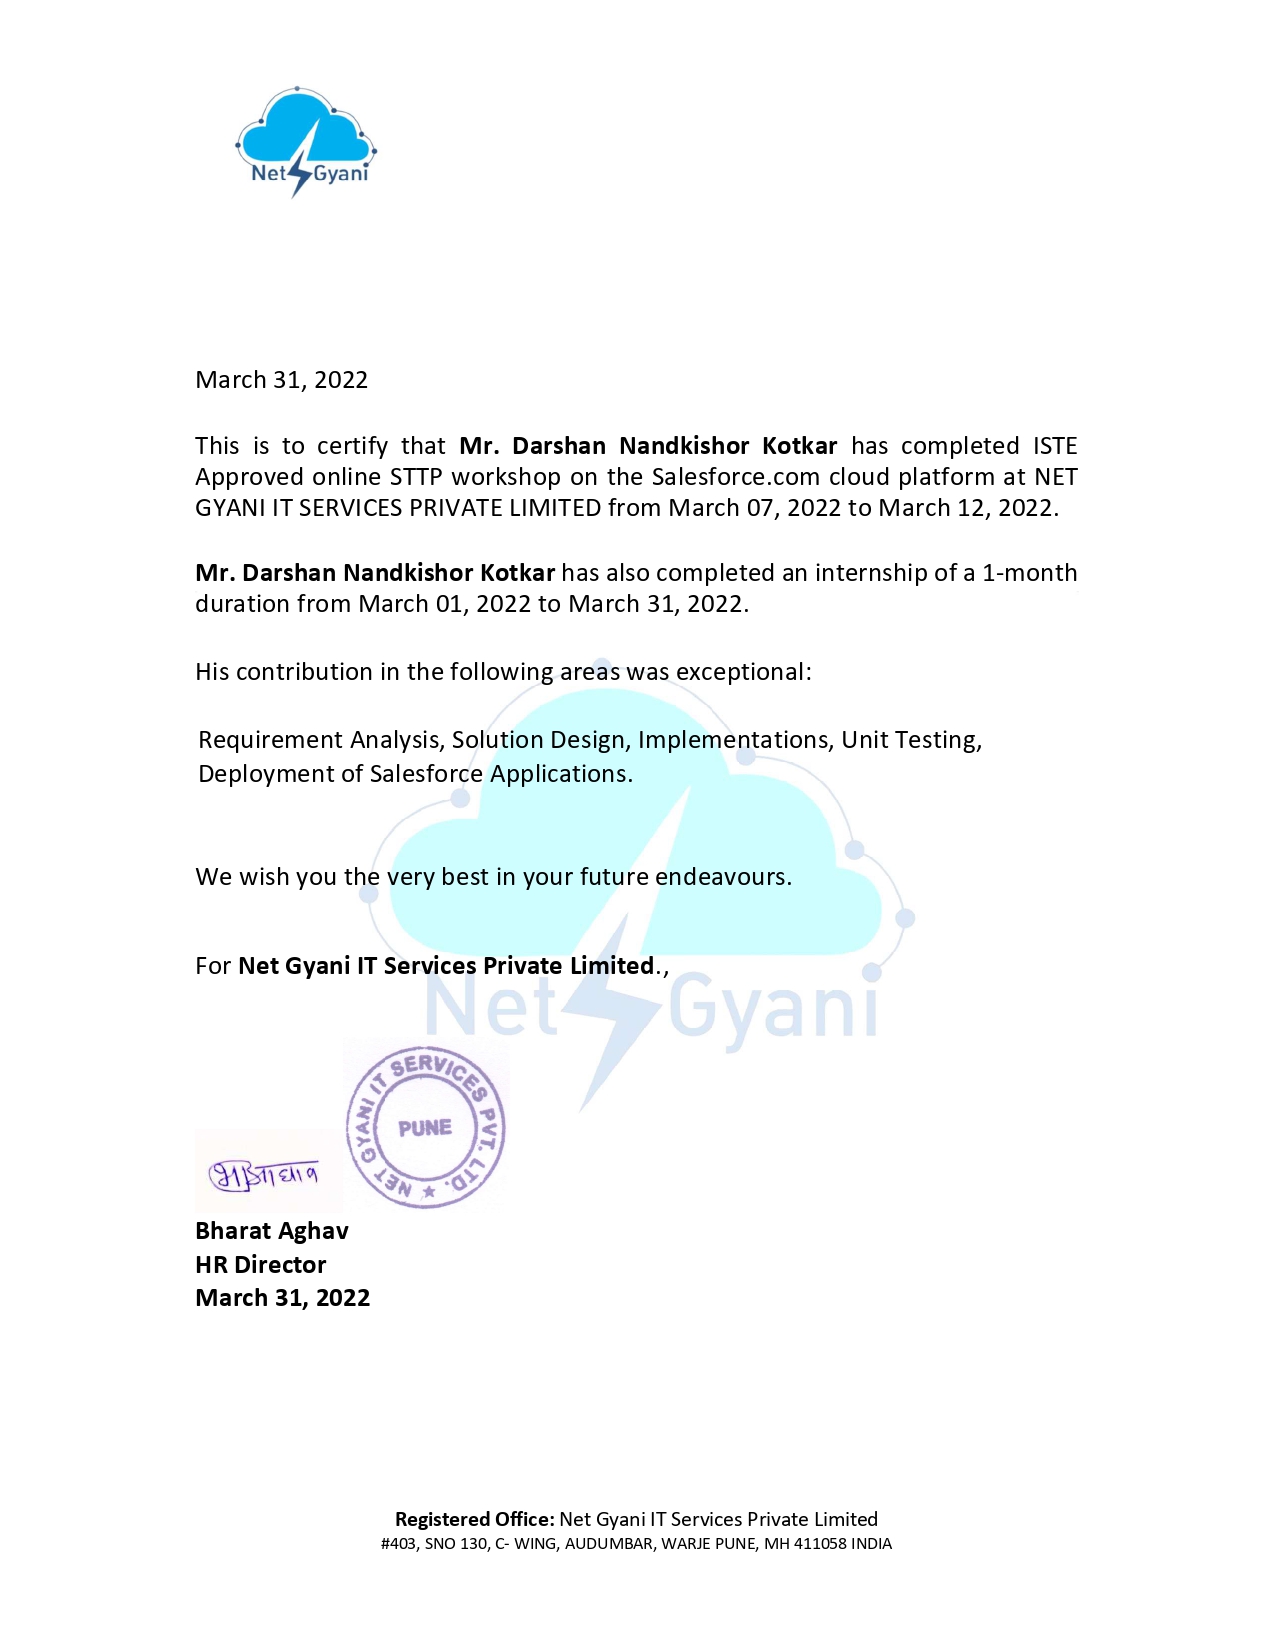 Net Gyani
March 31, 2022
This is to certify that Mr. Darshan Nandkishor Kotkar has completed ISTE
Approved online STTP workshop on the Salesforce.com cloud platform at NET
GYANI IT SERVICES PRIVATE LIMITED from March 07, 2022 to March 12, 2022.
Mr. Darshan Nandkishor Kotkar has also completed an internship of a 1-month
duration from March 01, 2022 to March 31, 2022.
His contribution in the following areas was exceptional:
Requirement Analysis, Solution Design, Implementations, Unit Testing,
Deployment of Salesforce Applications.
We wish you the very best in your future endeavours.
For Net Gyani IT Services Private Limited.,
Net Gyani
NET GYANI IT SERVICES PVT. LTD. ★
PUNE
Bharat Aghav
HR Director
March 31, 2022
Registered Office: Net Gyani IT Services Private Limited
#403, SNO 130, C- WING, AUDUMBAR, WARJE PUNE, MH 411058 INDIA